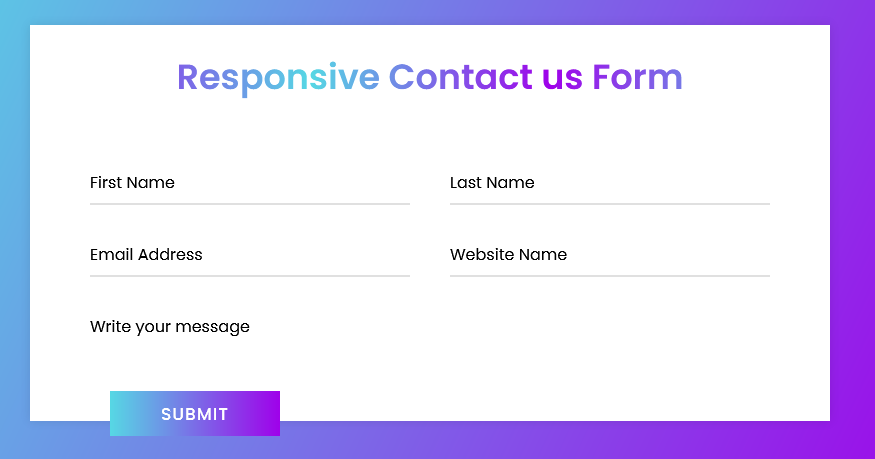 Responsive Contact us Form
First Name
Last Name
Email Address
Website Name
Write your message
SUBMIT